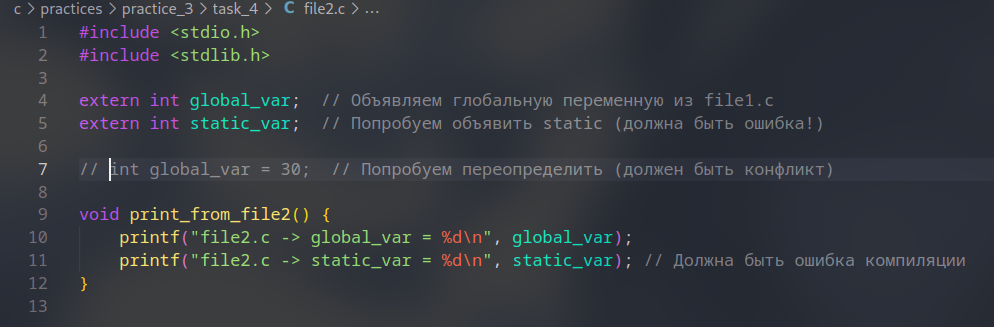 c > practices > practice_3 > task_4 > C file2.c > ...
1 #include <stdio.h>
2 #include <stdlib.h>
3
4 extern int global_var;  // Объявляем глобальную переменную из file1.c
5 extern int static_var;  // Попробуем объявить static (должна быть ошибка!)
6
7 // int global_var = 30;  // Попробуем переопределить (должен быть конфликт)
8
9 void print_from_file2() {
10     printf("file2.c -> global_var = %d\n", global_var);
11     printf("file2.c -> static_var = %d\n", static_var); // Должна быть ошибка компиляции
12 }
13